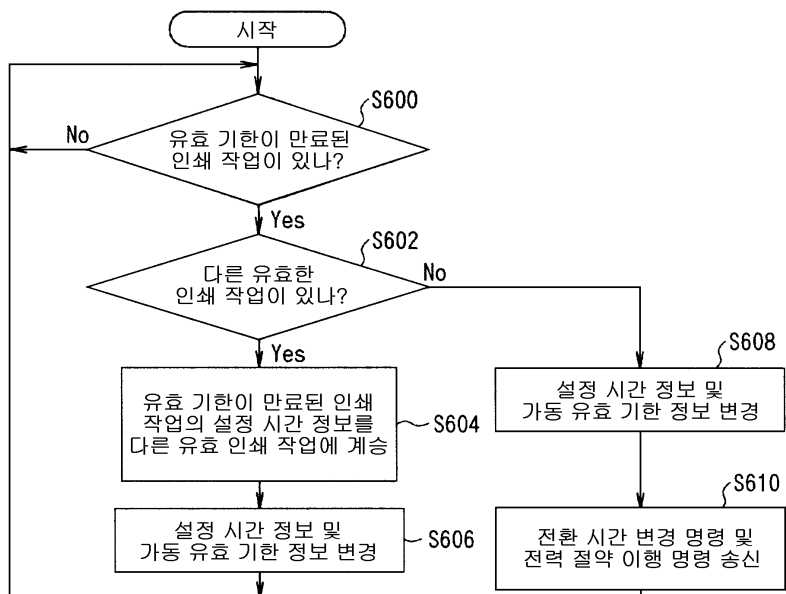 시작
S600
No
유효 기한이 만료된
인쇄 작업이 있나?
Yes
S602
다른 유효한
인쇄 작업이 있나?
No
Yes
S608
유효 기한이 만료된 인쇄
작업의 설정 시간 정보를
다른 유효 인쇄 작업에 계승
S604
설정 시간 정보 및
가동 유효 기한 정보 변경
S610
설정 시간 정보 및
가동 유효 기한 정보 변경
S606
전환 시간 변경 명령 및
전력 절약 이행 명령 송신